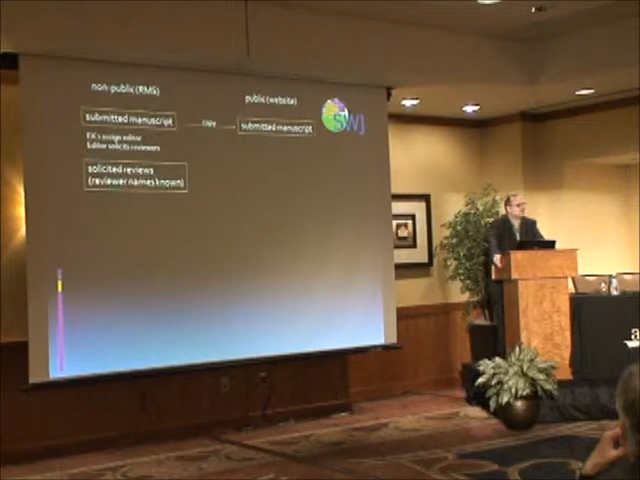 non-public (RMS)
public (website)
submitted manuscript
copy
submitted manuscript
SWJ
EiCs assign editor
Editor solicits reviewers
solicited reviews
(reviewer names known)
a